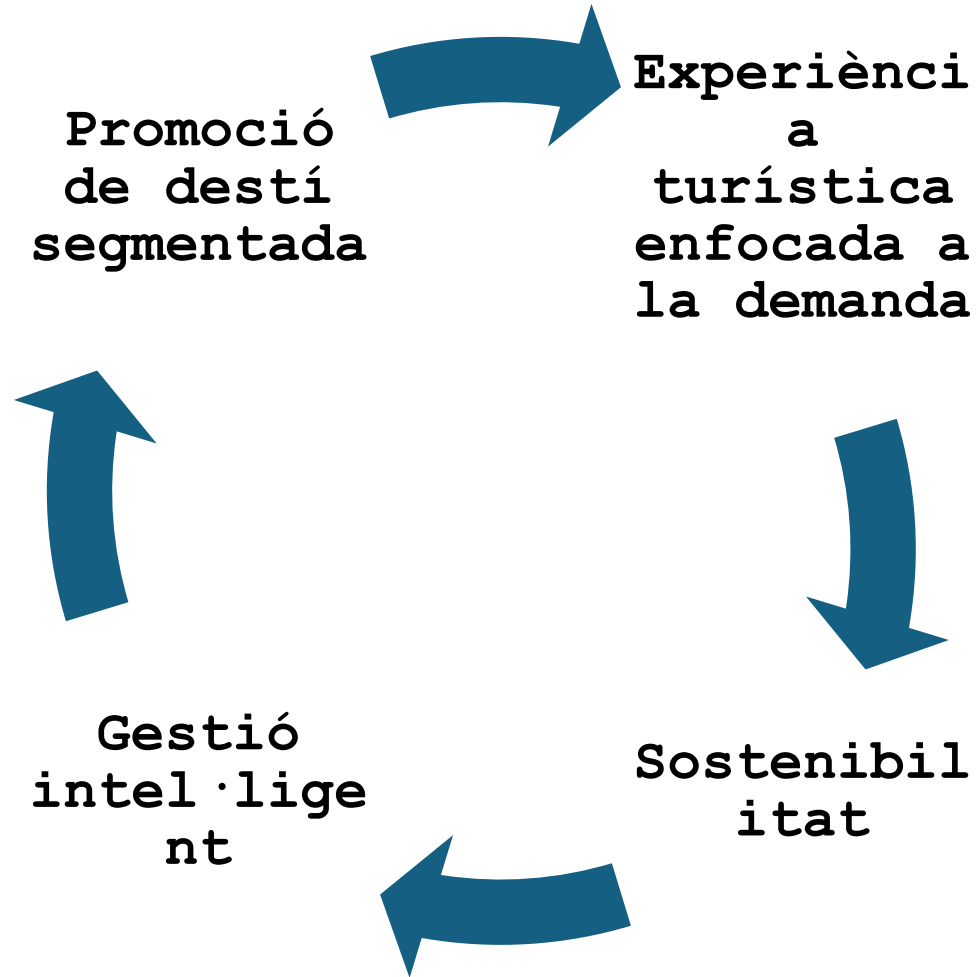 Promoció
de destí
segmentada
Experiènci
a
turística
enfocada a
la demanda
Sostenibil
itat
Gestió
intel·lige
nt